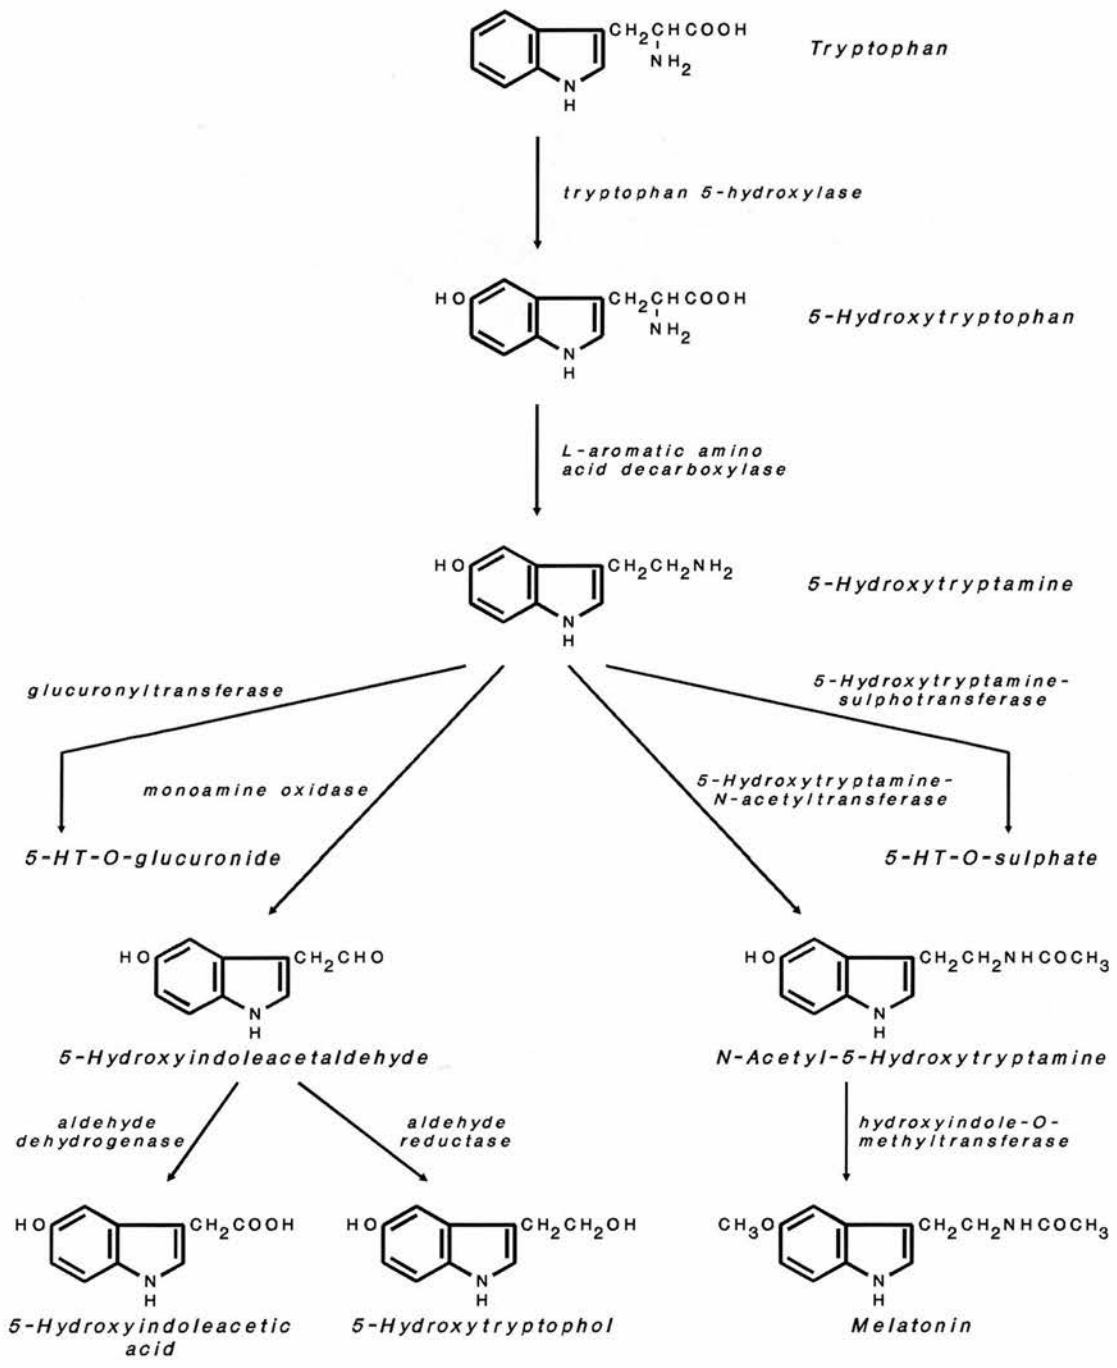 CH2CHCOOH
NH2
N
H
Tryptophan
tryptophan 5-hydroxylase
HO
CH2CHCOOH
NH2
N
H
5-Hydroxytryptophan
L-aromatic amino
acid decarboxylase
HO
CH2CH2NH2
N
H
5-Hydroxytryptamine
glucuronyltransferase
monoamine oxidase
5-Hydroxytryptamine-
N-acetyltransferase
5-Hydroxytryptamine-
sulphotransferase
5-HT-O-glucuronide
5-HT-O-sulphate
HO
CH2CHO
N
H
5-Hydroxyindoleacetaldehyde
HO
CH2CH2NHCOCH3
N
H
N-Acetyl-5-Hydroxytryptamine
aldehyde
dehydrogenase
aldehyde
reductase
hydroxyindole-O-
methyltransferase
HO
CH2COOH
N
H
5-Hydroxyindoleacetic
acid
HO
CH2CH2OH
N
H
5-Hydroxytryptophol
CH3O
CH2CH2NHCOCH3
N
H
Melatonin